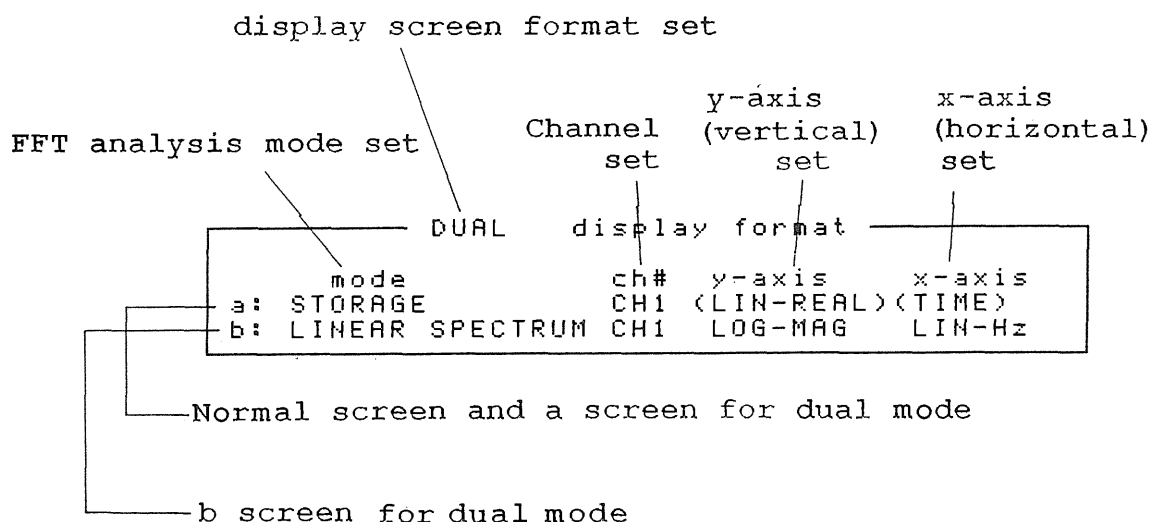 display screen format set
FFT analysis mode set
Channel set
y-axis (vertical) set
x-axis (horizontal) set
DUAL display format
mode ch# y-axis x-axis
a: STORAGE CH1 (LIN-REAL)(TIME)
b: LINEAR SPECTRUM CH1 LOG-MAG LIN-Hz
Normal screen and a screen for dual mode
b screen for dual mode